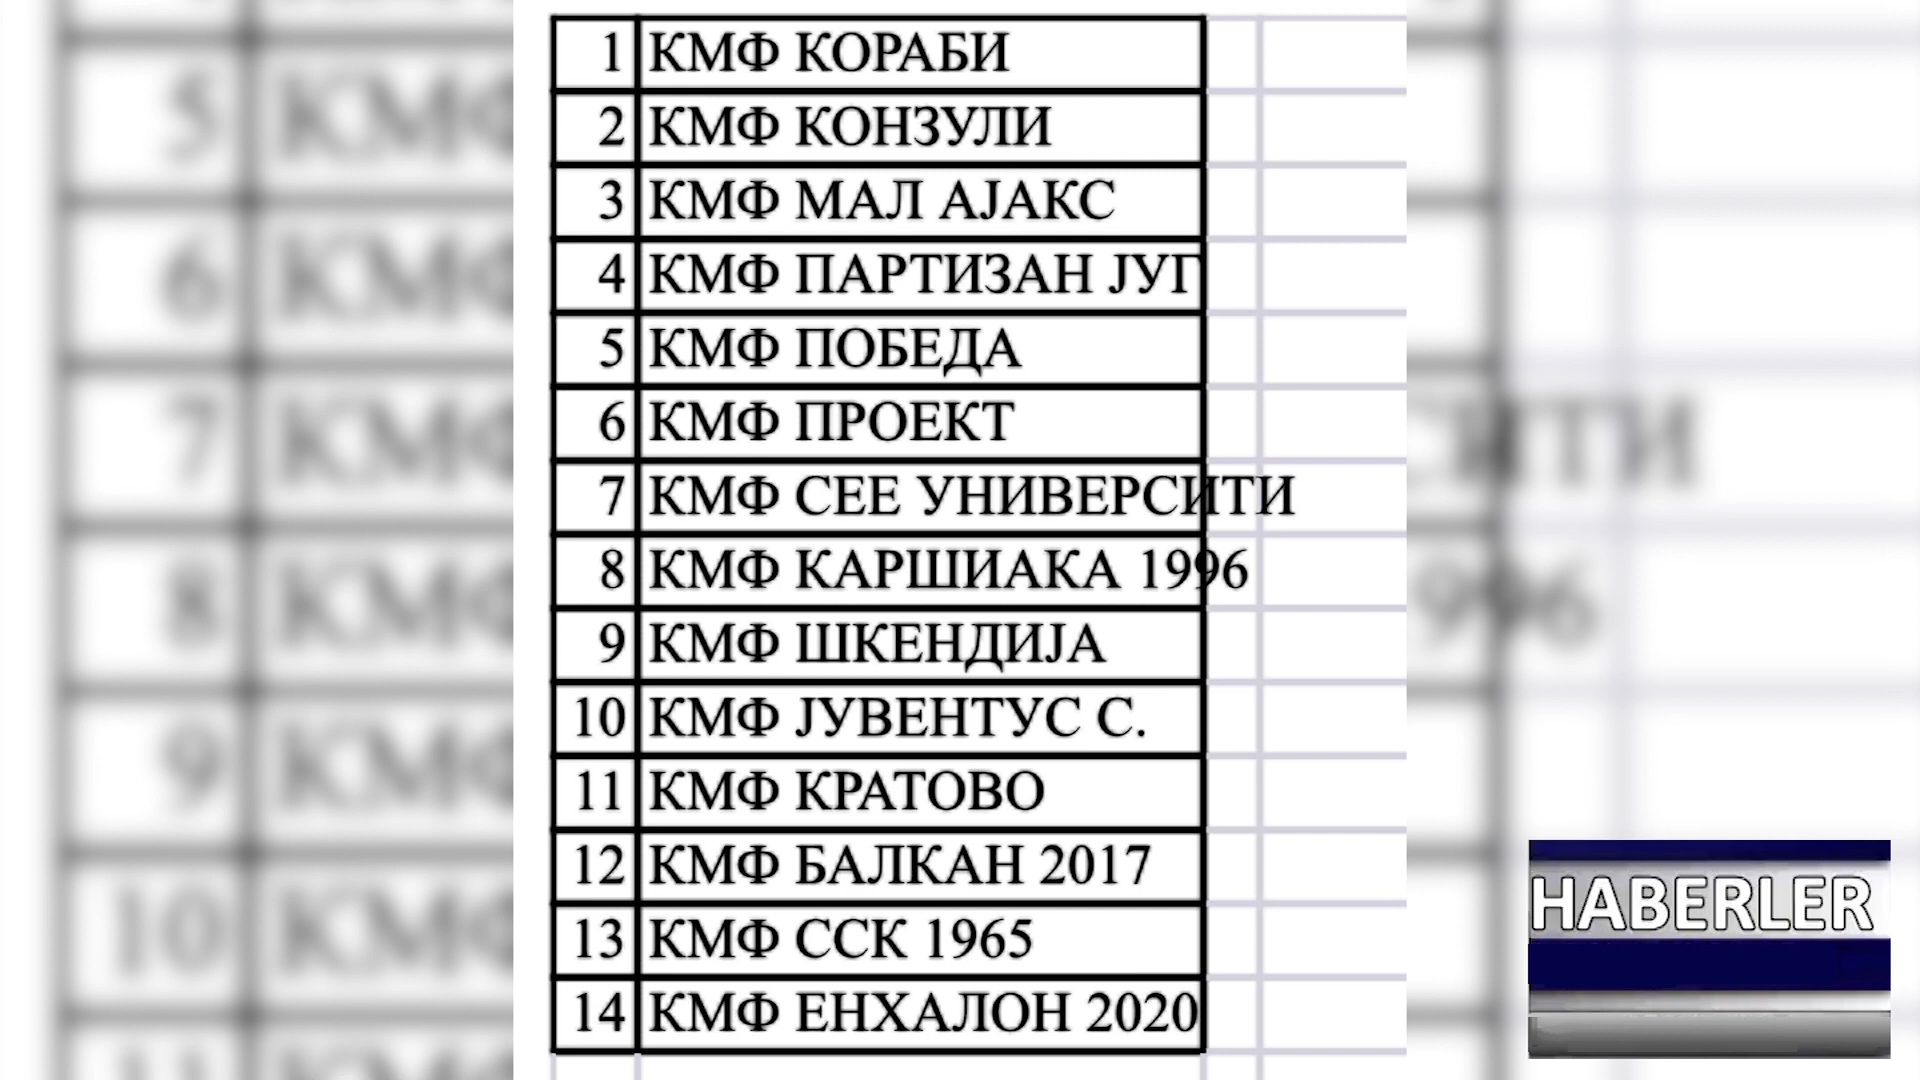 1 КМФ КОРАБИ
2 КМФ КОНЗУЛИ
3 КМФ МАЛ АЈАКС
4 КМФ ПАРТИЗАН ЈУГ
5 КМФ ПОБЕДА
6 КМФ ПРОЕКТ
7 КМФ СЕЕ УНИВЕРСИТИ
8 КМФ КАРШИАКА 1996
9 КМФ ШКЕНДИЈА
10 КМФ ЈУВЕНТУС С.
11 КМФ КРАТОВО
12 КМФ БАЛКАН 2017
13 КМФ ССК 1965
14 КМФ ЕНХАЛОН 2020
HABERLER